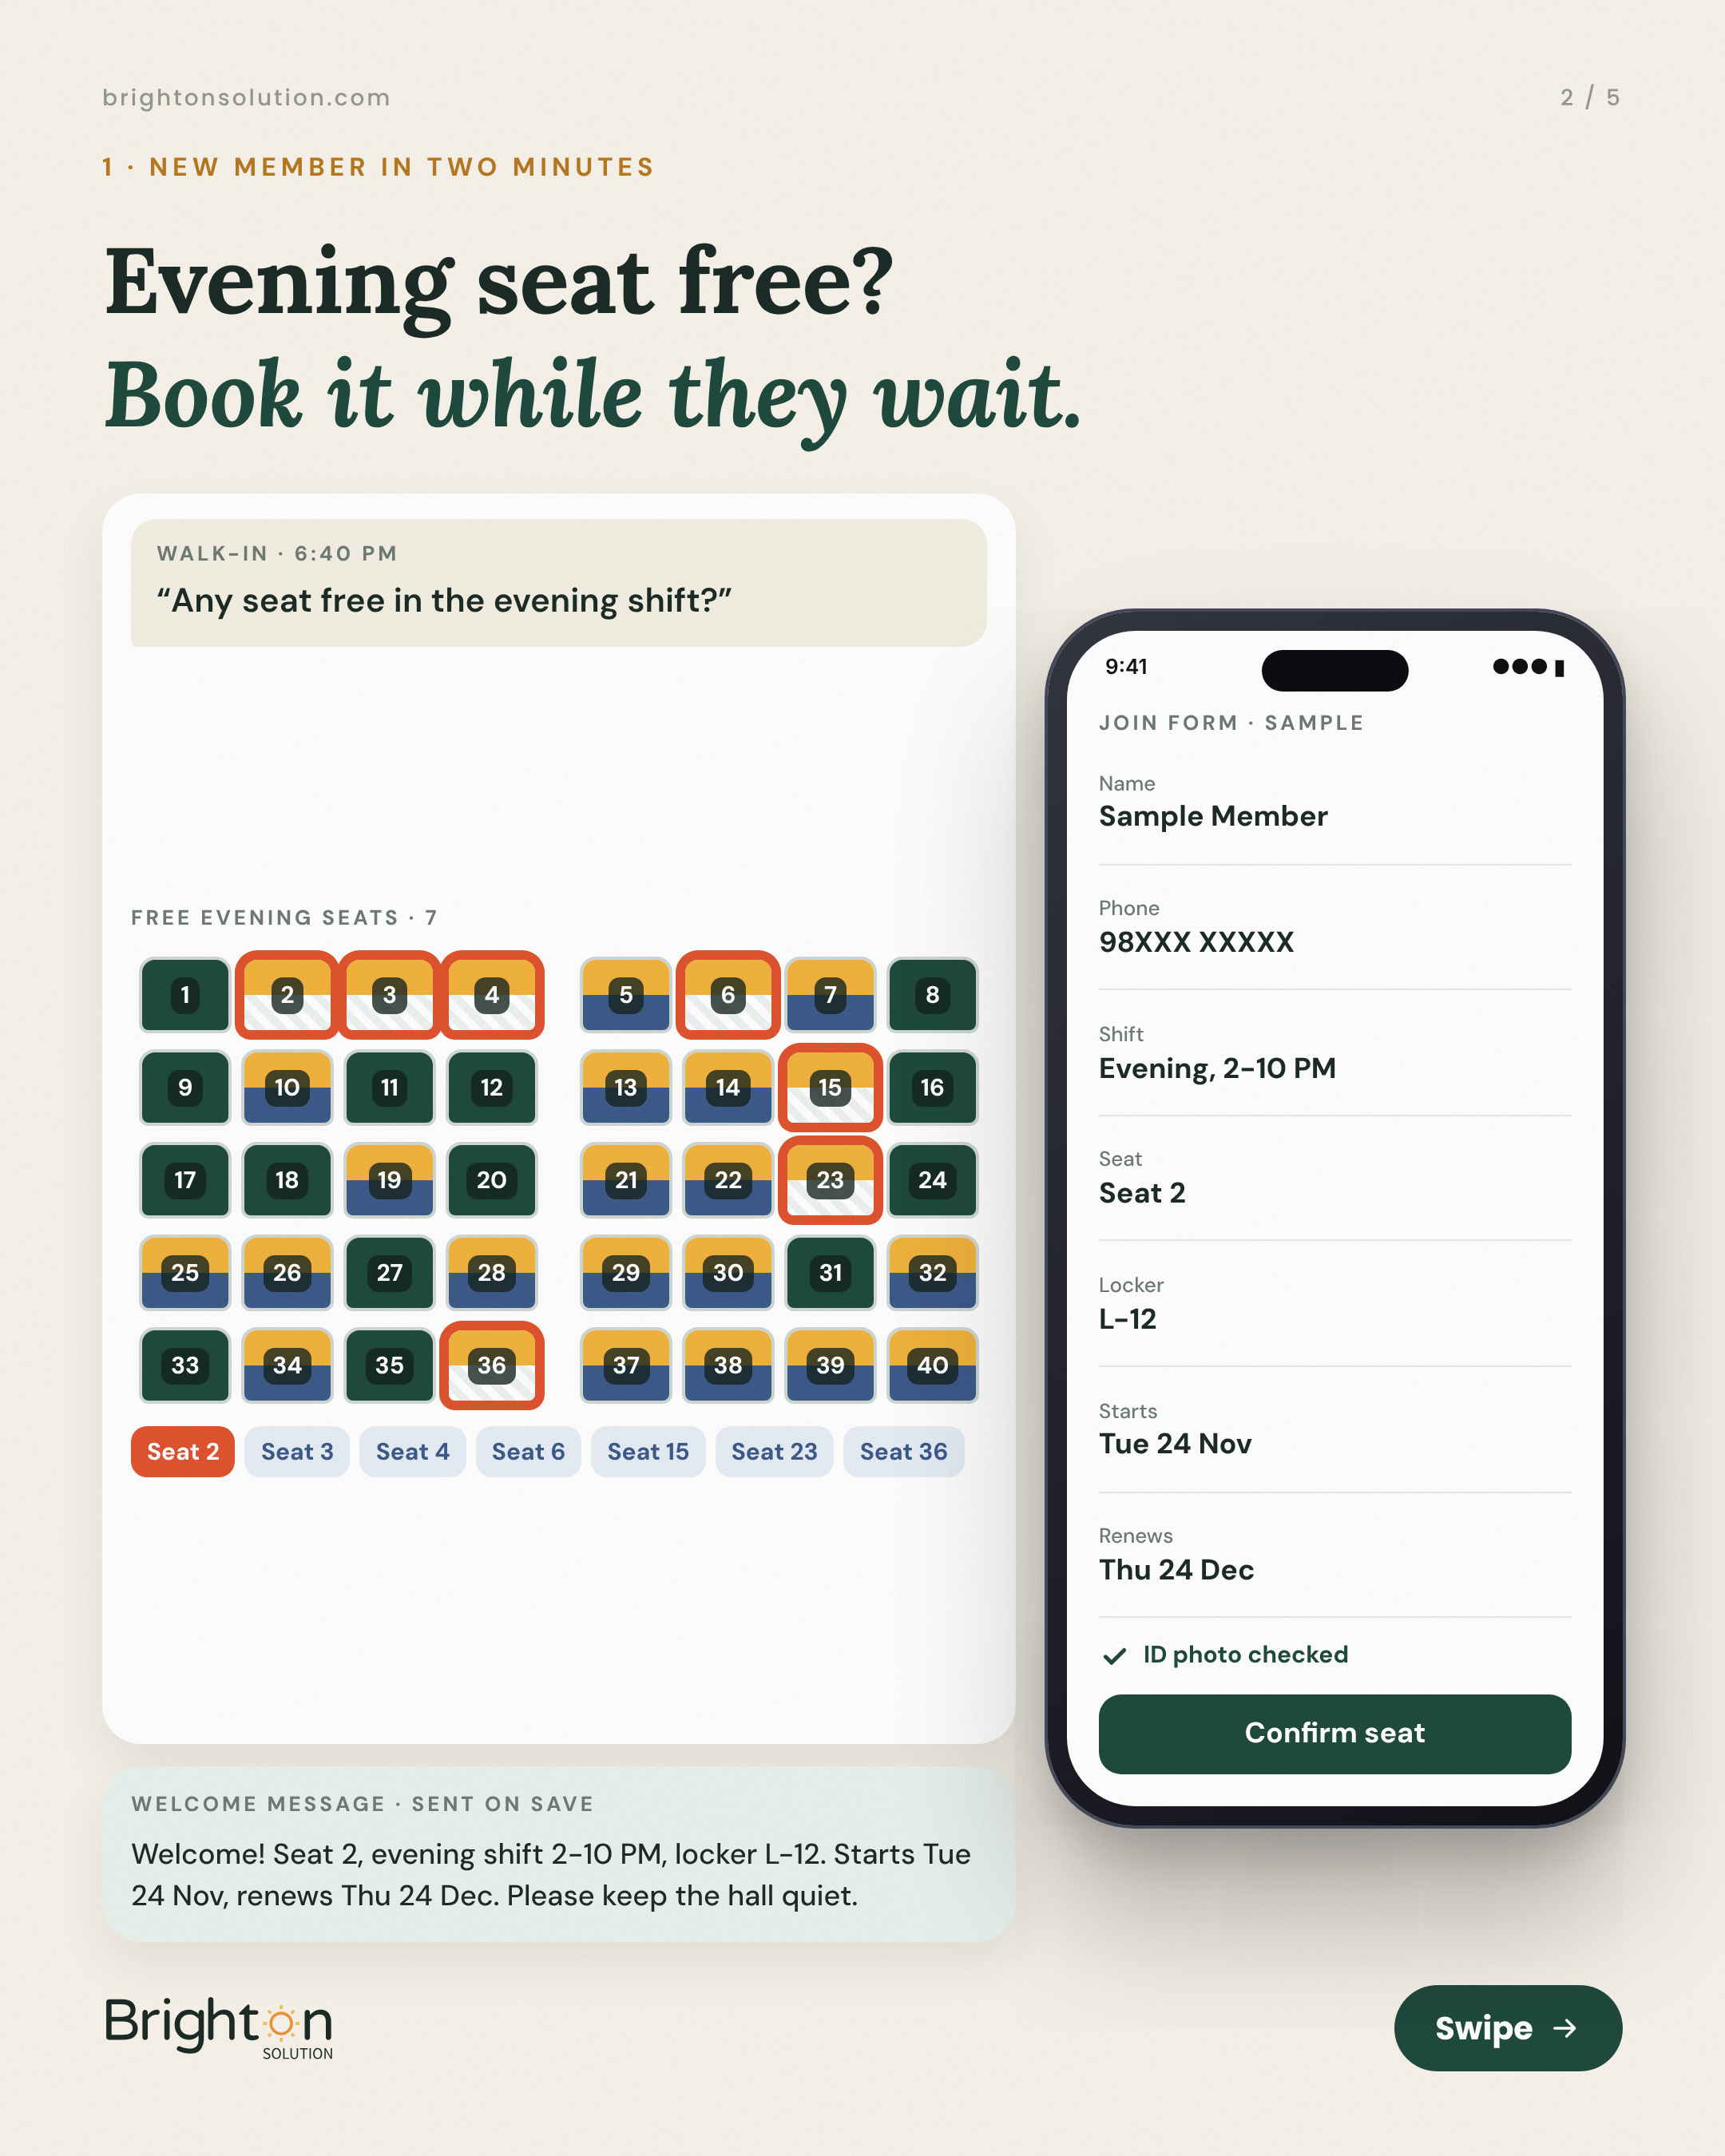 brightonsolution.com
2 / 5
1 · NEW MEMBER IN TWO MINUTES
Evening seat free?
Book it while they wait.
WALK-IN · 6:40 PM
“Any seat free in the evening shift?”
FREE EVENING SEATS · 7
1 2 3 4 5 6 7 8
9 10 11 12 13 14 15 16
17 18 19 20 21 22 23 24
25 26 27 28 29 30 31 32
33 34 35 36 37 38 39 40
Seat 2 Seat 3 Seat 4 Seat 6 Seat 15 Seat 23 Seat 36
9:41
JOIN FORM · SAMPLE
Name
Sample Member
Phone
98XXX XXXXX
Shift
Evening, 2–10 PM
Seat
Seat 2
Locker
L-12
Starts
Tue 24 Nov
Renews
Thu 24 Dec
ID photo checked
Confirm seat
WELCOME MESSAGE · SENT ON SAVE
Welcome! Seat 2, evening shift 2–10 PM, locker L-12. Starts Tue
24 Nov, renews Thu 24 Dec. Please keep the hall quiet.
Brighton
SOLUTION
Swipe →